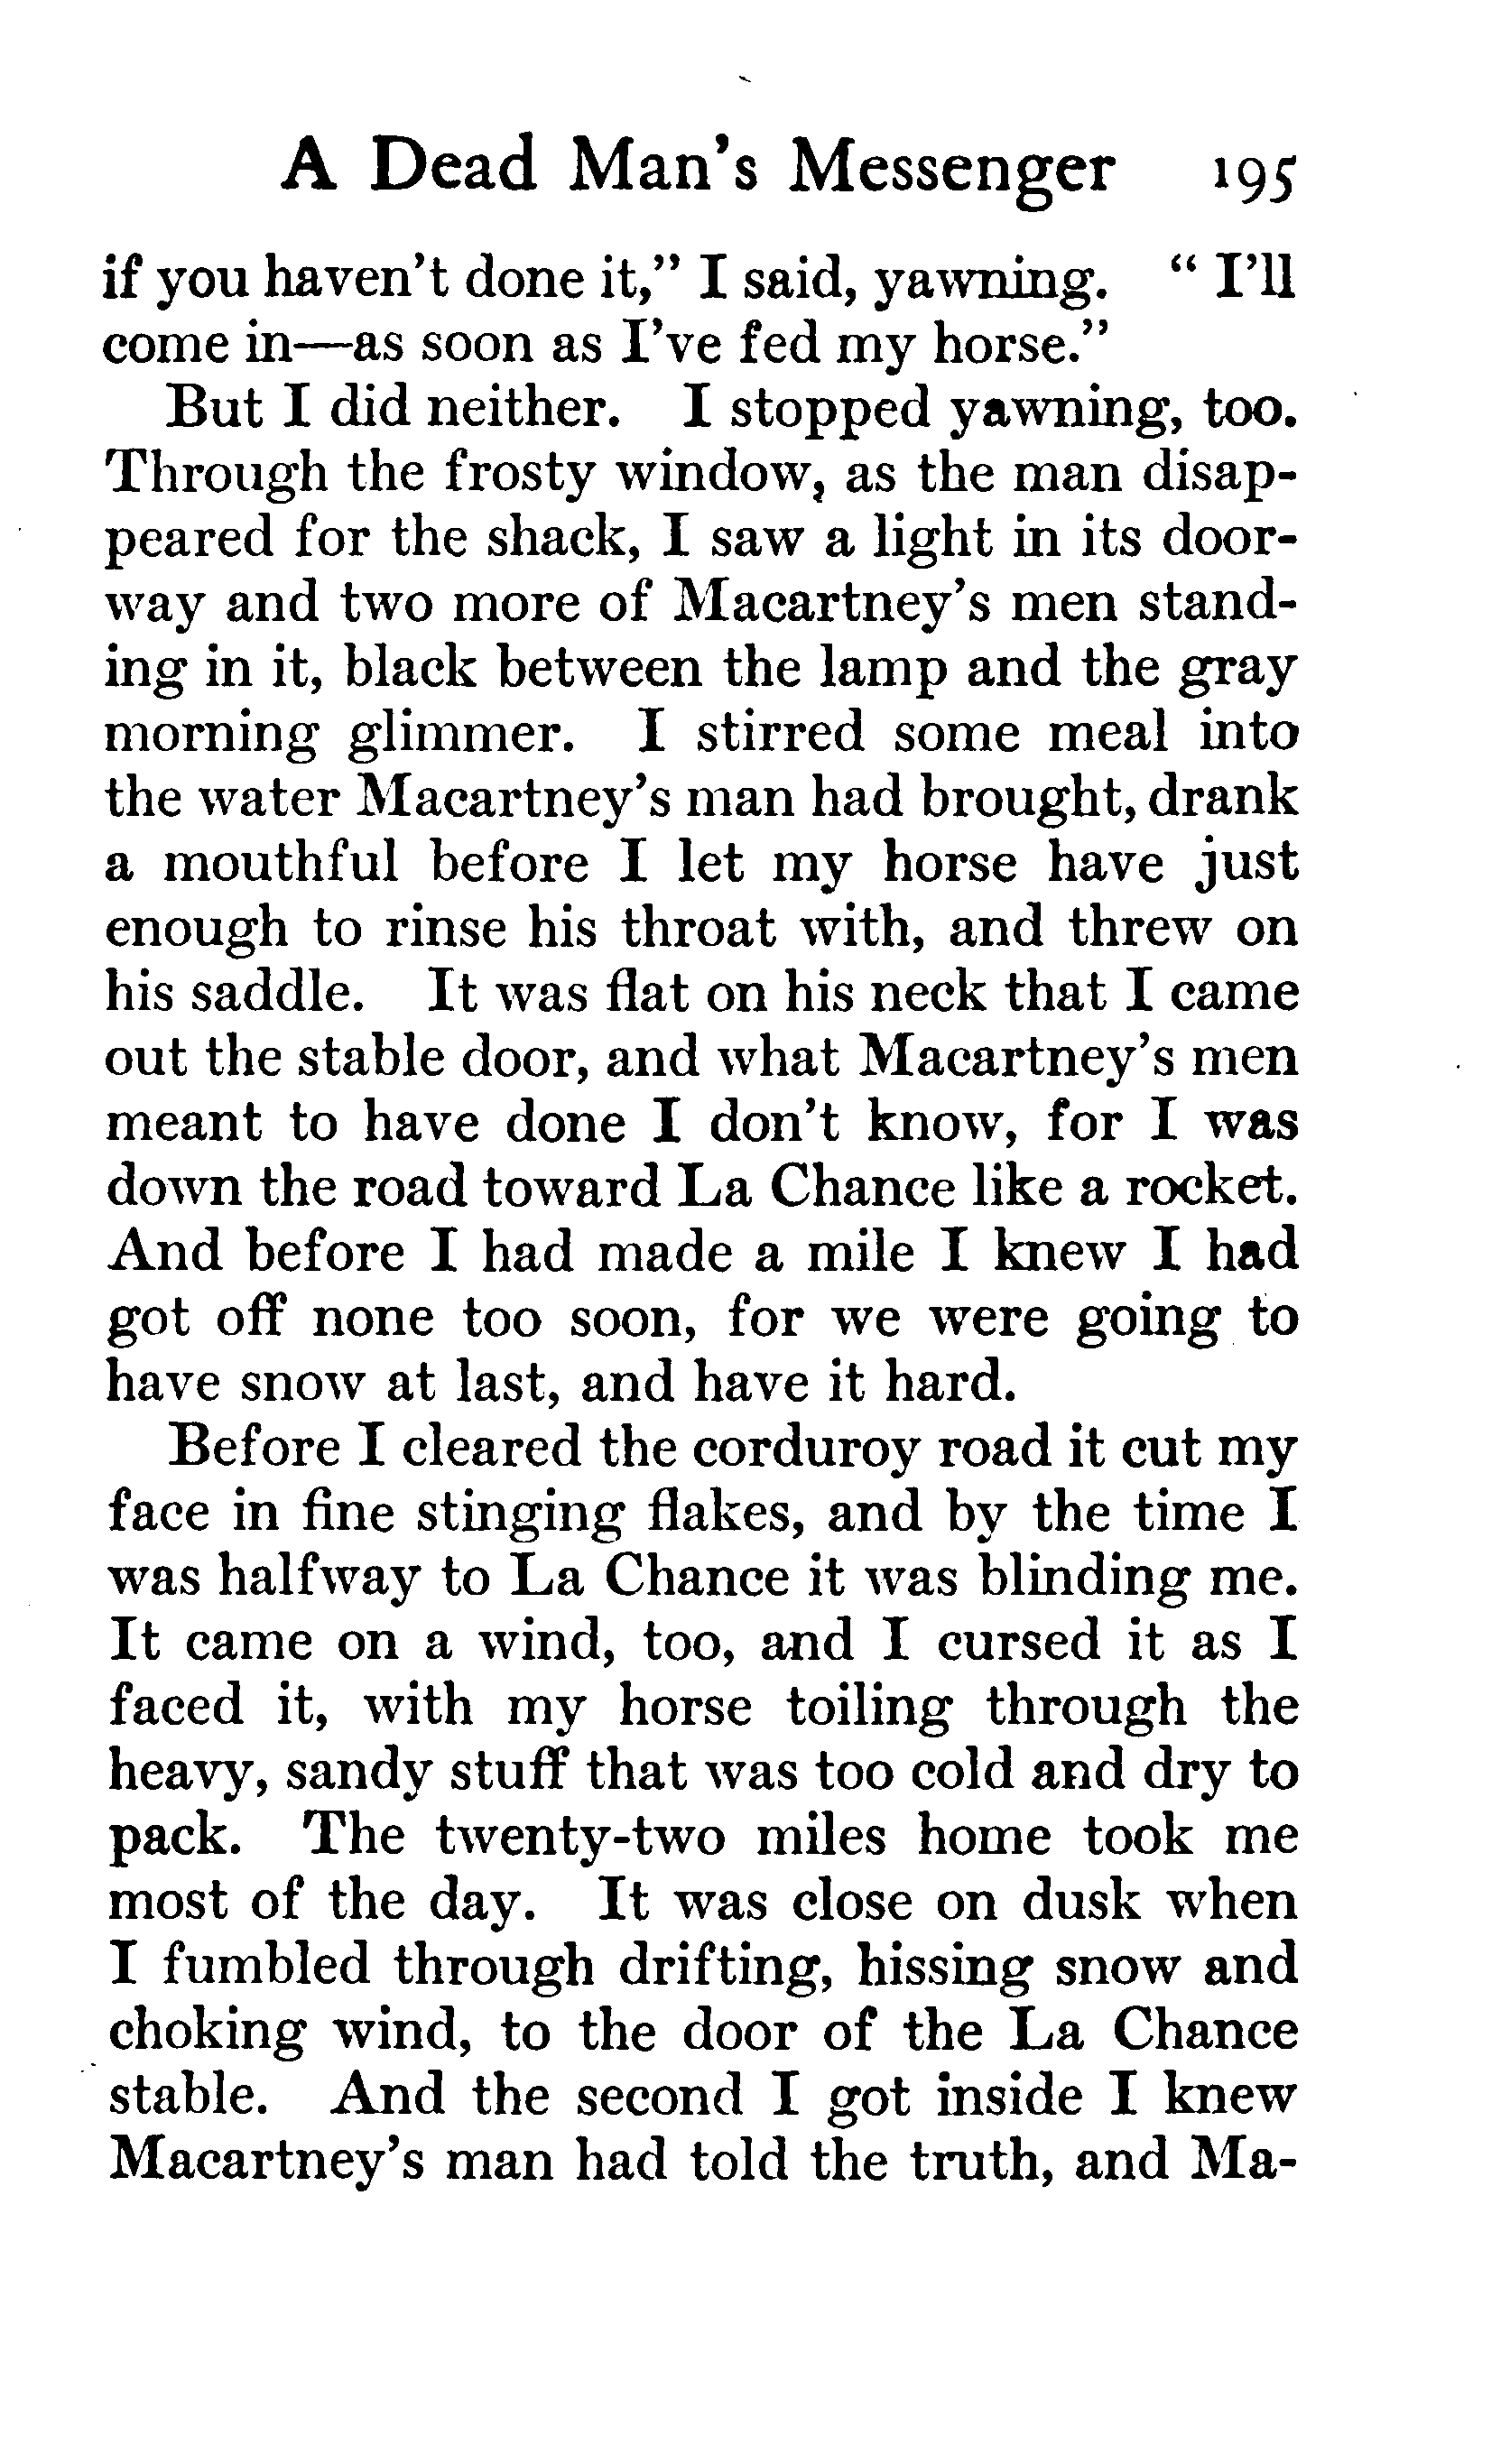 A Dead Man's Messenger 195
if you haven't done it," I said, yawning. "I'll
come in—as soon as I've fed my horse."
But I did neither. I stopped yawning, too.
Through the frosty window, as the man disap-
peared for the shack, I saw a light in its door-
way and two more of Macartney's men stand-
ing in it, black between the lamp and the gray
morning glimmer. I stirred some meal into
the water Macartney's man had brought, drank
a mouthful before I let my horse have just
enough to rinse his throat with, and threw on
his saddle. It was flat on his neck that I came
out the stable door, and what Macartney's men
meant to have done I don't know, for I was
down the road toward La Chance like a rocket.
And before I had made a mile I knew I had
got off none too soon, for we were going to
have snow at last, and have it hard.
Before I cleared the corduroy road it cut my
face in fine stinging flakes, and by the time I
was halfway to La Chance it was blinding me.
It came on a wind, too, and I cursed it as I
faced it, with my horse toiling through the
heavy, sandy stuff that was too cold and dry to
pack. The twenty-two miles home took me
most of the day. It was close on dusk when
I fumbled through drifting, hissing snow and
choking wind, to the door of the La Chance
stable. And the second I got inside I knew
Macartney's man had told the truth, and Ma-